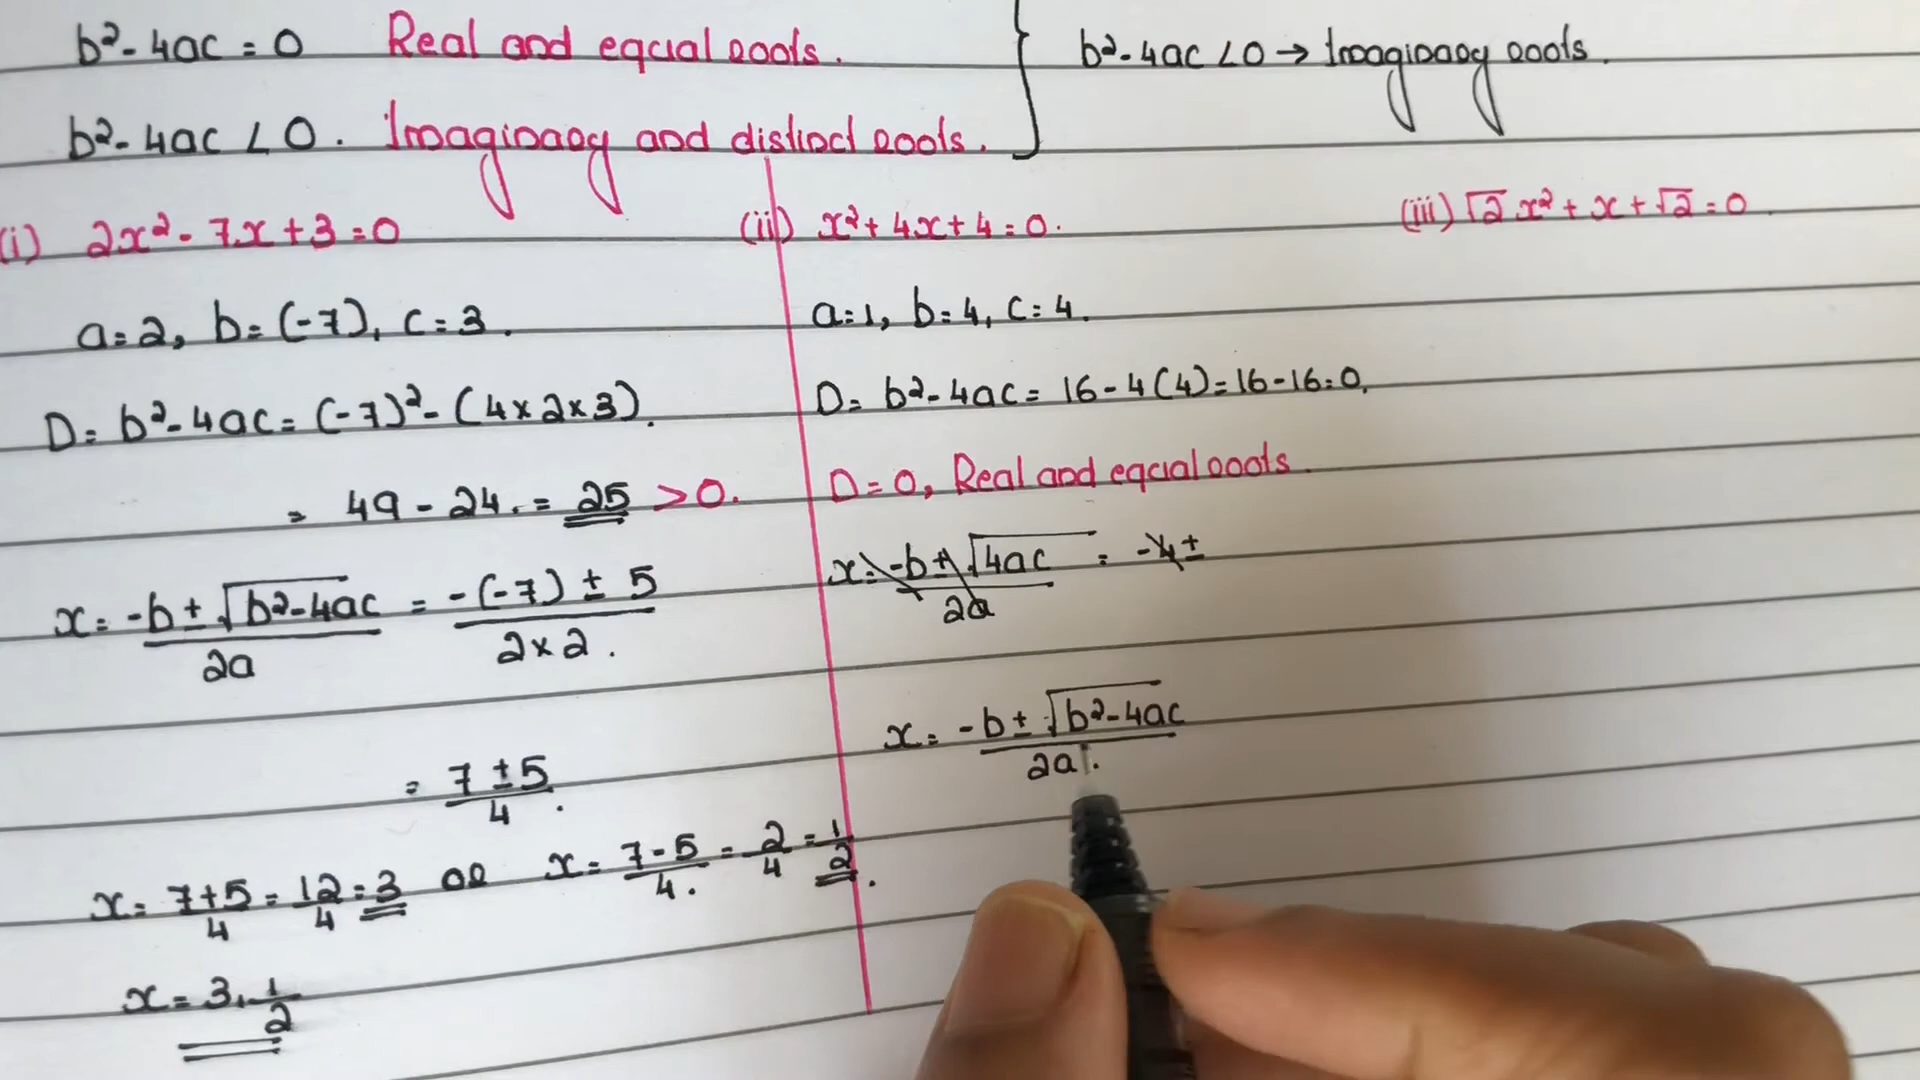 b²-4ac = 0 Real and equal roots.
b²-4ac < 0. Imaginary and distinct roots.
b²-4ac < 0 → Imaginary roots.
(i) 2x² - 7x + 3 = 0
a = 2, b = (-7), c = 3.
D = b²-4ac = (-7)² - (4×2×3).
= 49 - 24. = 25 > 0.
x = -b ± √b²-4ac / 2a = -(-7) ± 5 / 2×2.
= 7 ± 5 / 4.
x = 7+5 / 4 = 12/4 = 3 or x = 7-5 / 4. = 2/4 = 1/2.
x = 3, 1/2
(ii) x² + 4x + 4 = 0.
a = 1, b = 4, c = 4.
D = b²-4ac = 16 - 4(4) = 16 - 16 = 0.
D = 0, Real and equal roots.
x = -b ± √4ac / 2a = -4 ±
x = -b ± √b²-4ac / 2a.
(iii) √2 x² + x + √2 = 0.